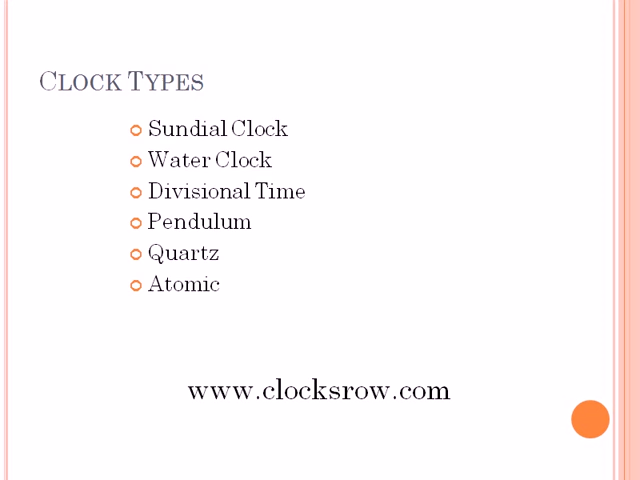 Clock Types
Sundial Clock
Water Clock
Divisional Time
Pendulum
Quartz
Atomic
www.clocksrow.com